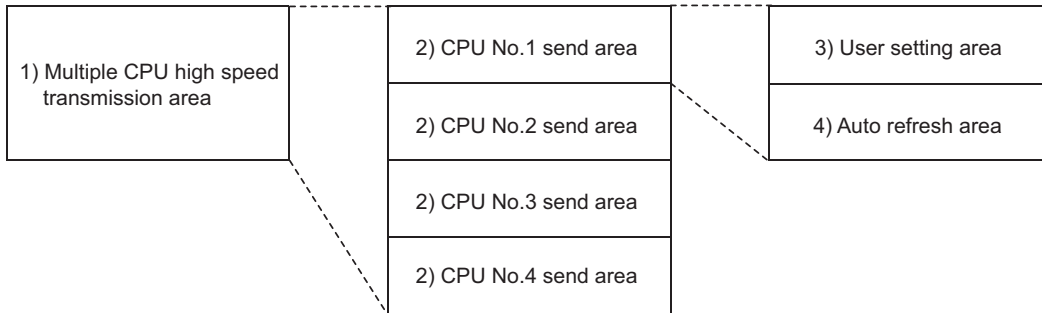 1) Multiple CPU high speed
transmission area
2) CPU No.1 send area
2) CPU No.2 send area
2) CPU No.3 send area
2) CPU No.4 send area
3) User setting area
4) Auto refresh area